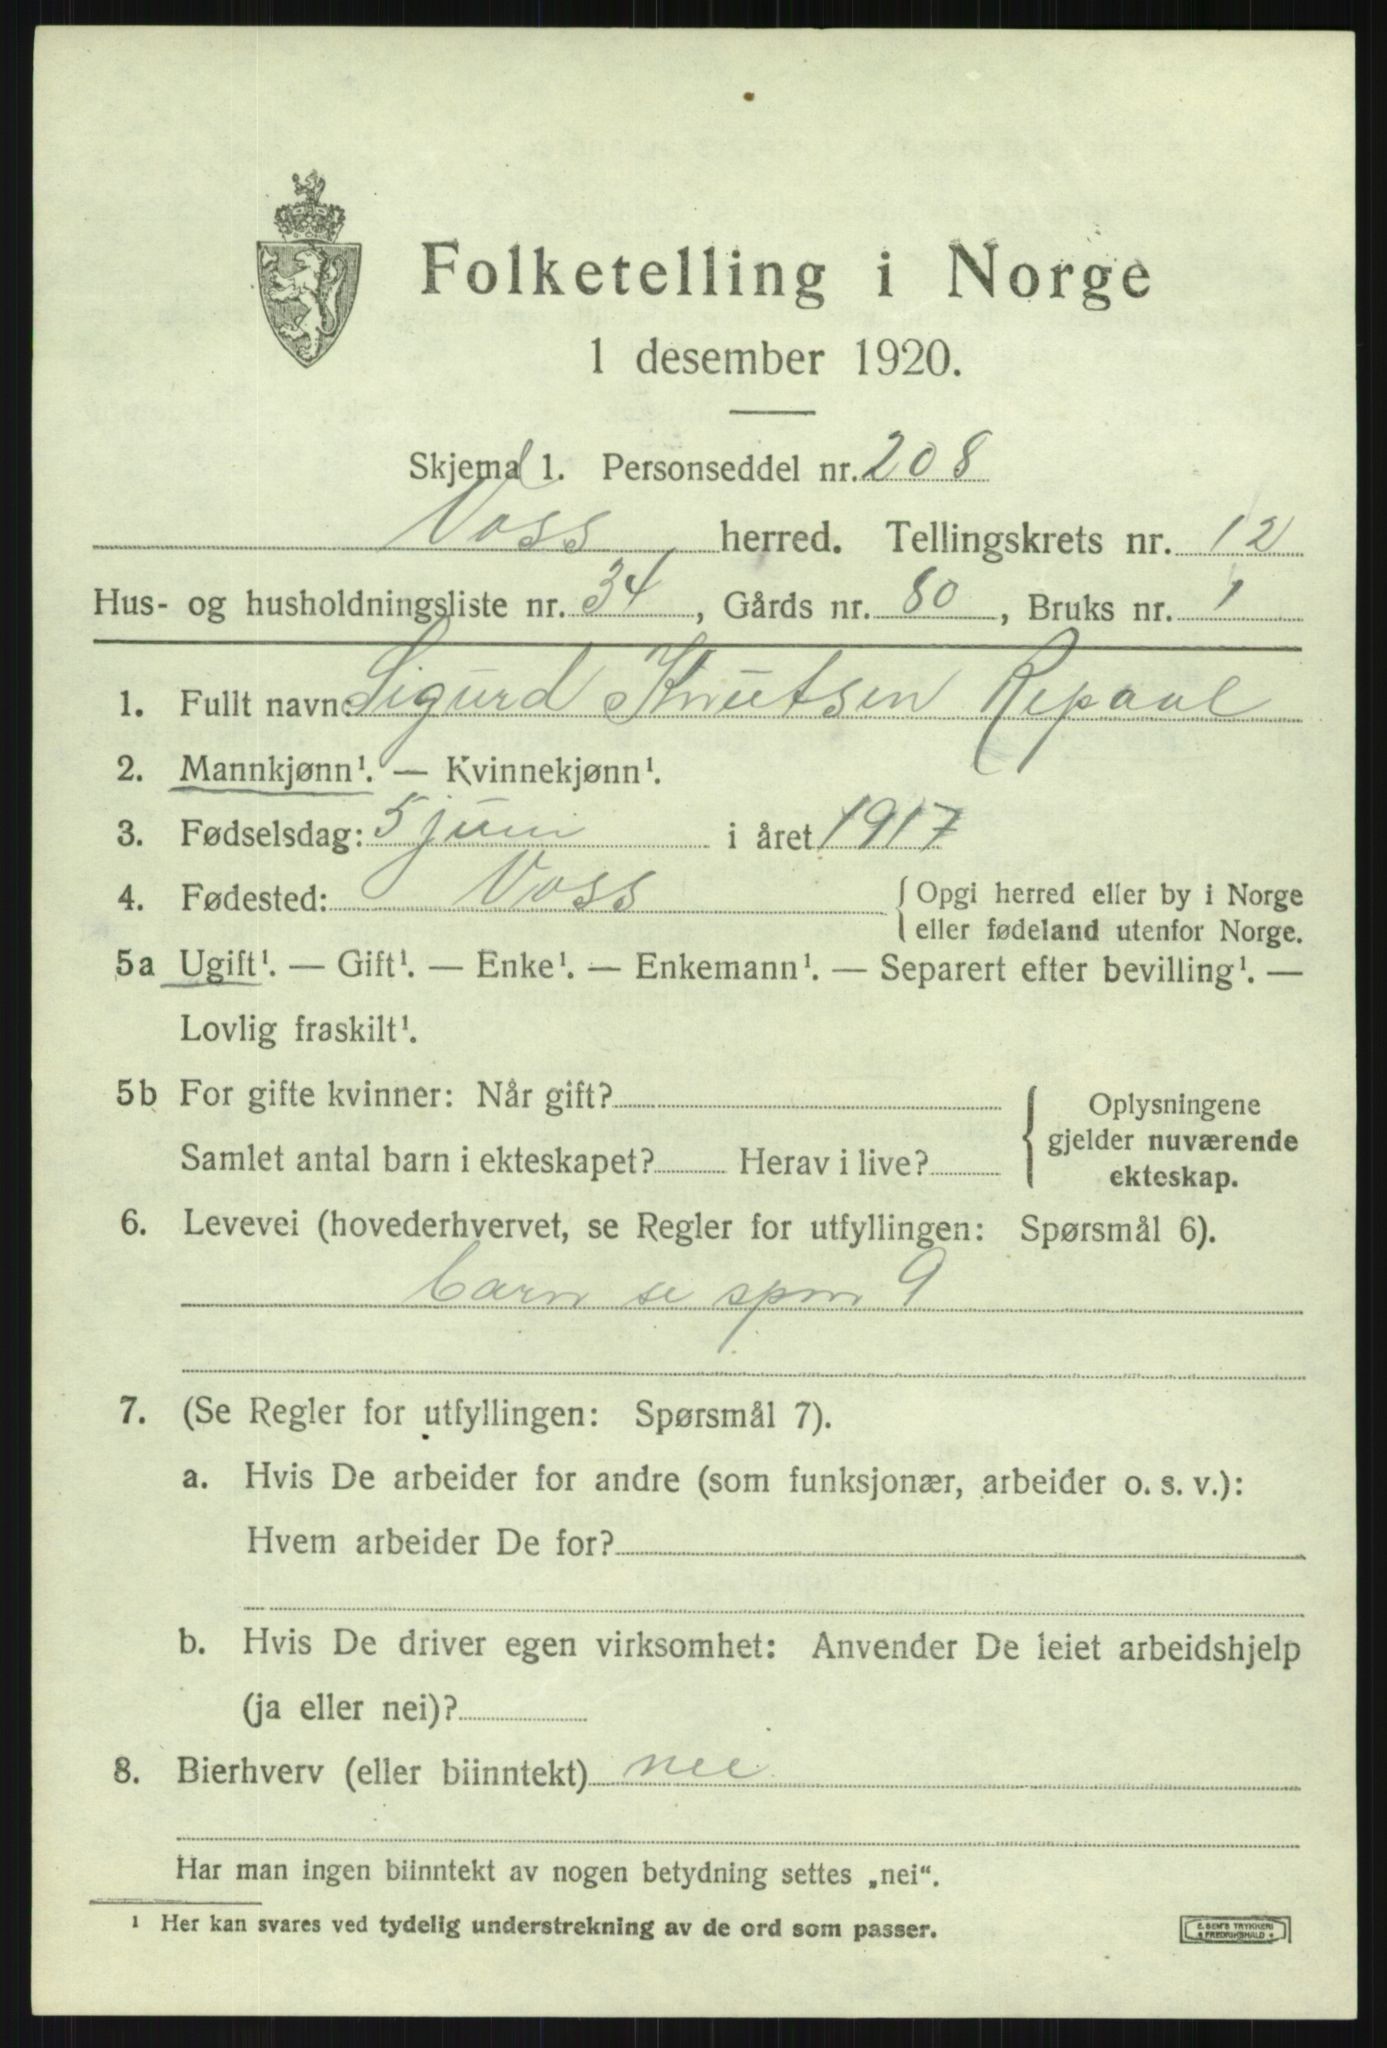 Folketelling i Norge
1 desember 1920.
Skjema 1. Personseddel nr. 208
Voss herred. Tellingskrets nr. 12
Hus- og husholdningsliste nr. 34, Gårds nr. 80, Bruks nr. 1
1. Fullt navn: Sigurd Knutsen Repaal
2. Mannkjønn¹. — Kvinnekjønn¹.
3. Fødselsdag: 5 juni i året 1917
4. Fødested: Voss { Opgi herred eller by i Norge
eller fødeland utenfor Norge.
5a Ugift¹. — Gift¹. — Enke¹. — Enkemann¹. — Separert efter bevilling¹. —
Lovlig fraskilt¹.
5b For gifte kvinner: Når gift?
Samlet antal barn i ekteskapet? Herav i live?
{ Oplysningene
gjelder nuværende
ekteskap.
6. Levevei (hovederhvervet, se Regler for utfyllingen: Spørsmål 6).
barn se spm 9
7. (Se Regler for utfyllingen: Spørsmål 7).
a. Hvis De arbeider for andre (som funksjonær, arbeider o. s. v.):
Hvem arbeider De for?
b. Hvis De driver egen virksomhet: Anvender De leiet arbeidshjelp
(ja eller nei)?
8. Bierhverv (eller biinntekt) nei
Har man ingen biinntekt av nogen betydning settes „nei“.
¹ Her kan svares ved tydelig understrekning av de ord som passer.
E. SEM'S TRYKKERI
FREDRIKSHALD